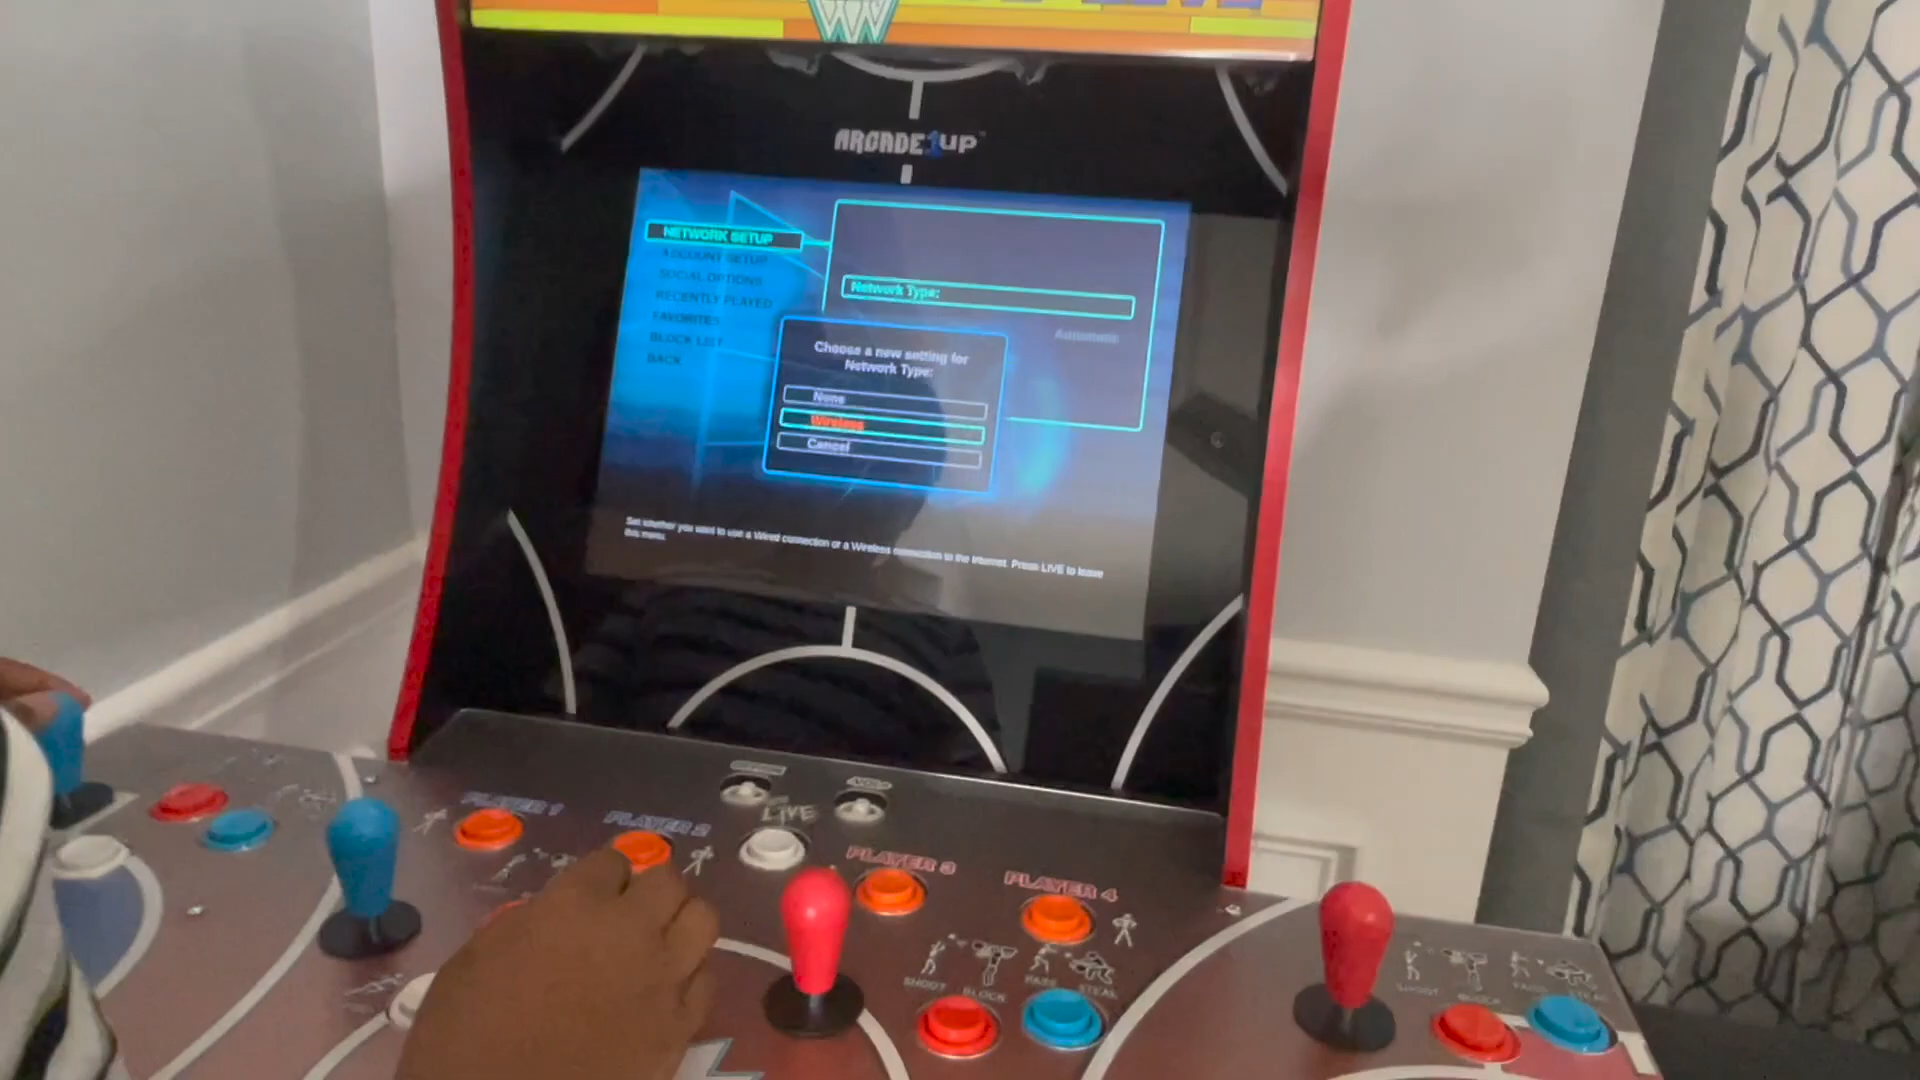 ARCADE1UP™
NETWORK SETUP
ACCOUNT SETUP
SOCIAL OPTIONS
RECENTLY PLAYED
FAVORITES
BLOCK LIST
BACK
Network Type:
Automatic
Choose a new setting for
Network Type:
None
Wireless
Cancel
Set whether you want to use a Wired connection or a Wireless connection to the Internet. Press LIVE to leave
this menu.
LIVE
PLAYER 1
PLAYER 2
PLAYER 3
PLAYER 4
SHOOT BLOCK PASS STEAL
SHOOT BLOCK PASS STEAL